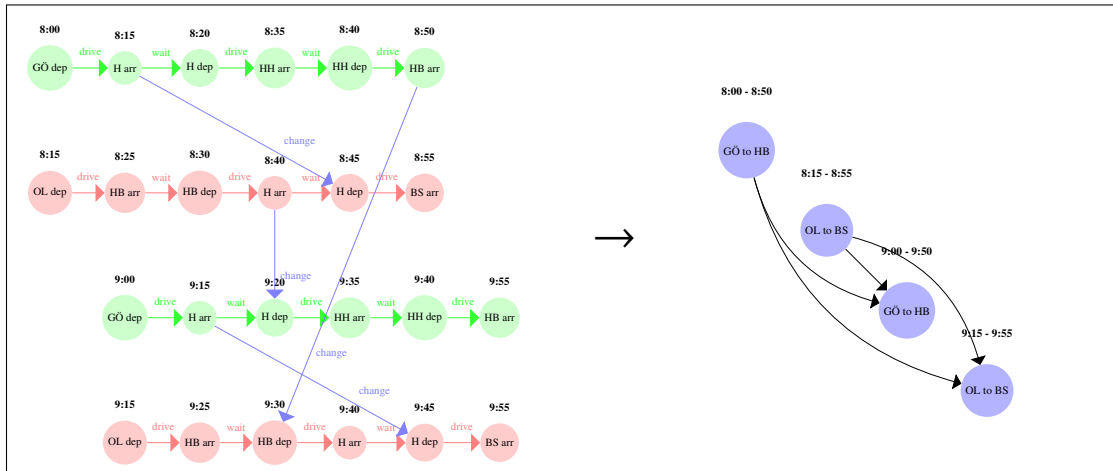 8:00 8:15 8:20 8:35 8:40 8:50
drive wait drive wait drive
GÖ dep H arr H dep HH arr HH dep HB arr
change
8:15 8:25 8:30 8:40 8:45 8:55
drive wait drive wait drive
OL dep HB arr HB dep H arr H dep BS arr
change
9:00 9:15 9:20 9:35 9:40 9:55
drive wait drive wait drive
GÖ dep H arr H dep HH arr HH dep HB arr
change
change
9:15 9:25 9:30 9:40 9:45 9:55
drive wait drive wait drive
OL dep HB arr HB dep H arr H dep BS arr
→
8:00 - 8:50
GÖ to HB
8:15 - 8:55
OL to BS
9:00 - 9:50
GÖ to HB
9:15 - 9:55
OL to BS